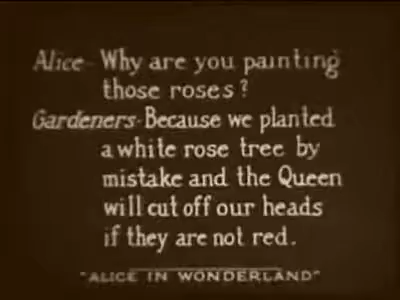 Alice- Why are you painting
those roses?
Gardeners- Because we planted
a white rose tree by
mistake and the Queen
will cut off our heads
if they are not red.
"ALICE IN WONDERLAND"